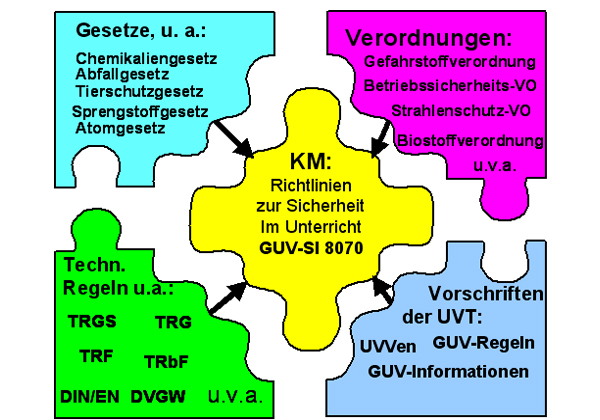 Gesetze, u. a.:
Chemikaliengesetz
Abfallgesetz
Tierschutzgesetz
Sprengstoffgesetz
Atomgesetz
Verordnungen:
Gefahrstoffverordnung
Betriebssicherheits-VO
Strahlenschutz-VO
Biostoffverordnung
u.v.a.
KM:
Richtlinien
zur Sicherheit
Im Unterricht
GUV-SI 8070
Techn.
Regeln u.a.:
TRGS TRG
TRF TRbF
DIN/EN DVGW u.v.a.
Vorschriften
der UVT:
UVVen GUV-Regeln
GUV-Informationen